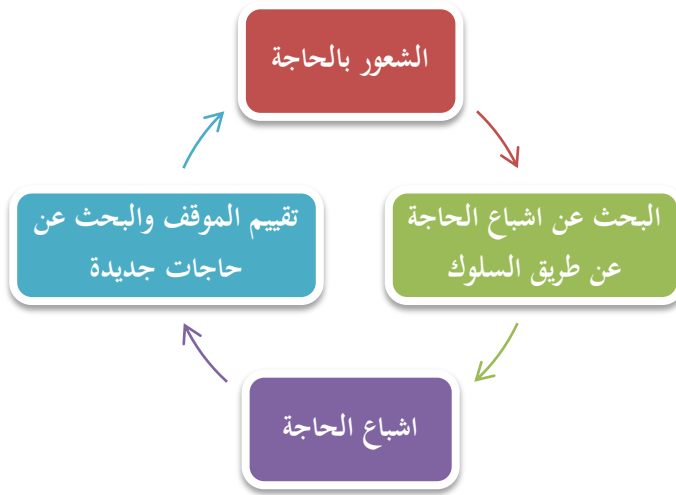 الشعور بالحاجة
البحث عن اشباع الحاجة
عن طريق السلوك
اشباع الحاجة
تقييم الموقف والبحث عن
حاجات جديدة